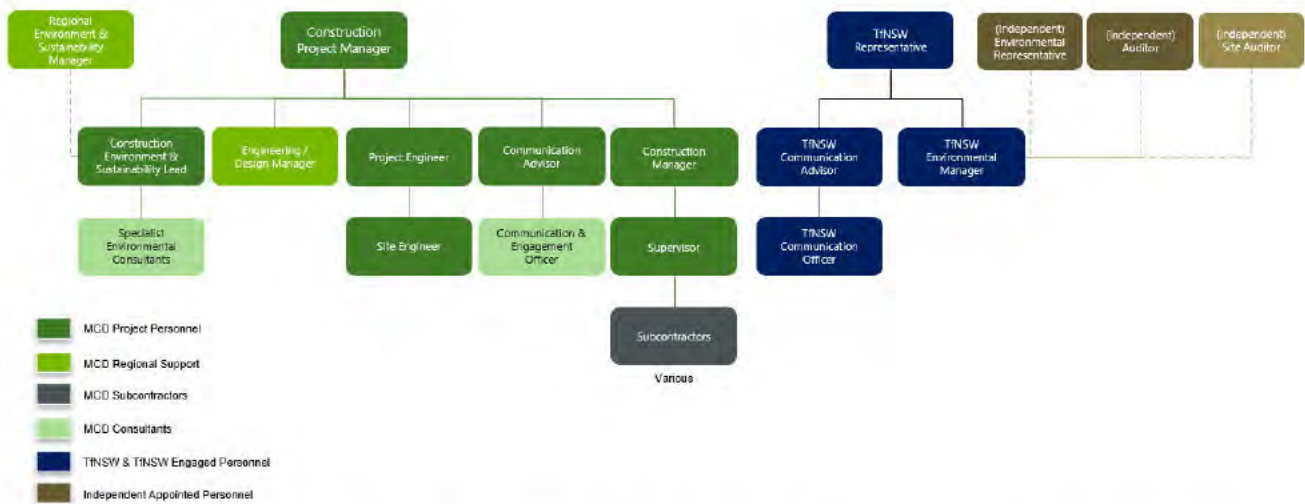 Regional
Environment &
Sustainability
Manager
Construction
Project Manager
TfNSW
Representative
(Independent)
Environmental
Representative
(Independent)
Auditor
(Independent)
Site Auditor
Construction
Environment &
Sustainability Lead
Engineering /
Design Manager
Project Engineer
Communication
Advisor
Construction
Manager
TfNSW
Communication
Advisor
TfNSW
Environmental
Manager
Specialist
Environmental
Consultants
Site Engineer
Communication &
Engagement
Officer
Supervisor
TfNSW
Communication
Officer
Subcontractors
Various
MCD Project Personnel
MCD Regional Support
MCD Subcontractors
MCD Consultants
TfNSW & TfNSW Engaged Personnel
Independent Appointed Personnel